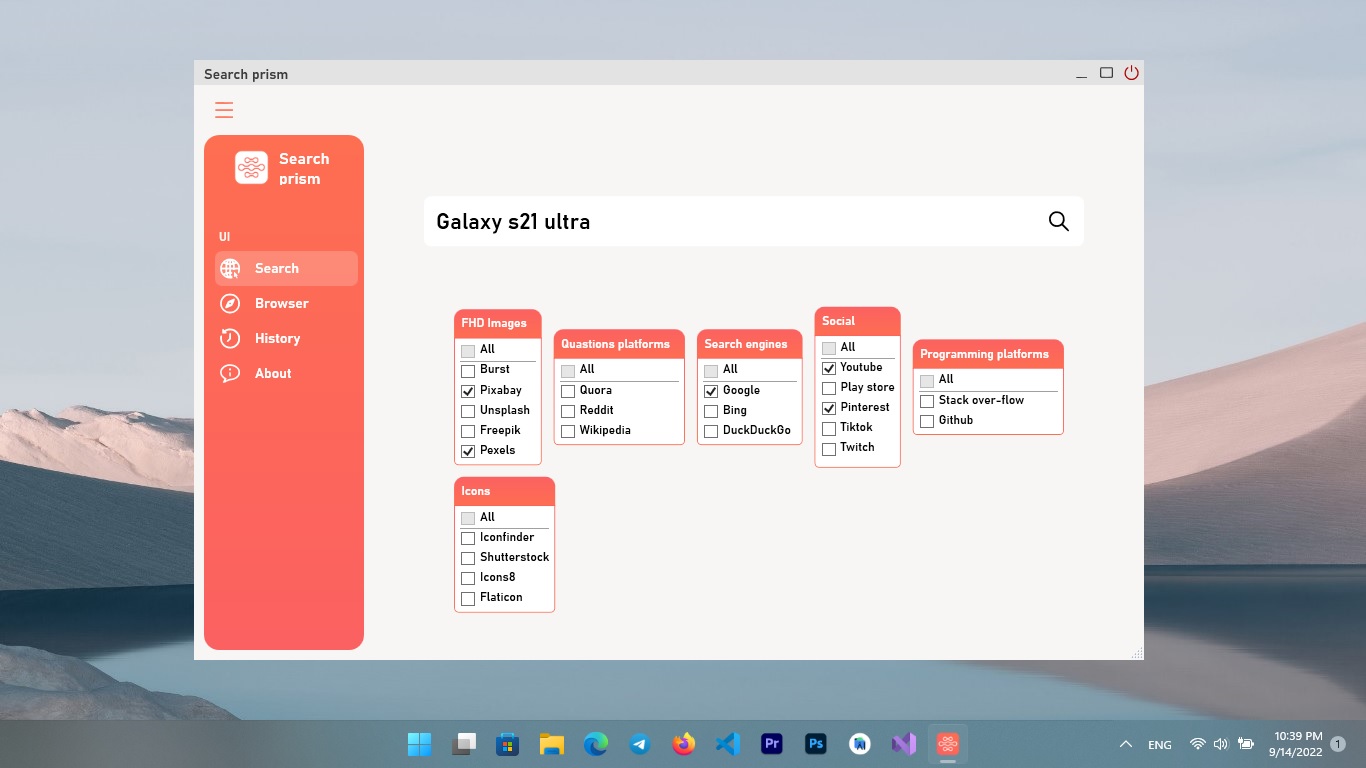 Search prism
Search
prism
UI
Search
Browser
History
About
Galaxy s21 ultra
FHD Images
All
Burst
Pixabay
Unsplash
Freepik
Pexels
Quastions platforms
All
Quora
Reddit
Wikipedia
Search engines
All
Google
Bing
DuckDuckGo
Social
All
Youtube
Play store
Pinterest
Tiktok
Twitch
Programming platforms
All
Stack over-flow
Github
Icons
All
Iconfinder
Shutterstock
Icons8
Flaticon
Pr
Ps
ENG
10:39 PM
9/14/2022
1